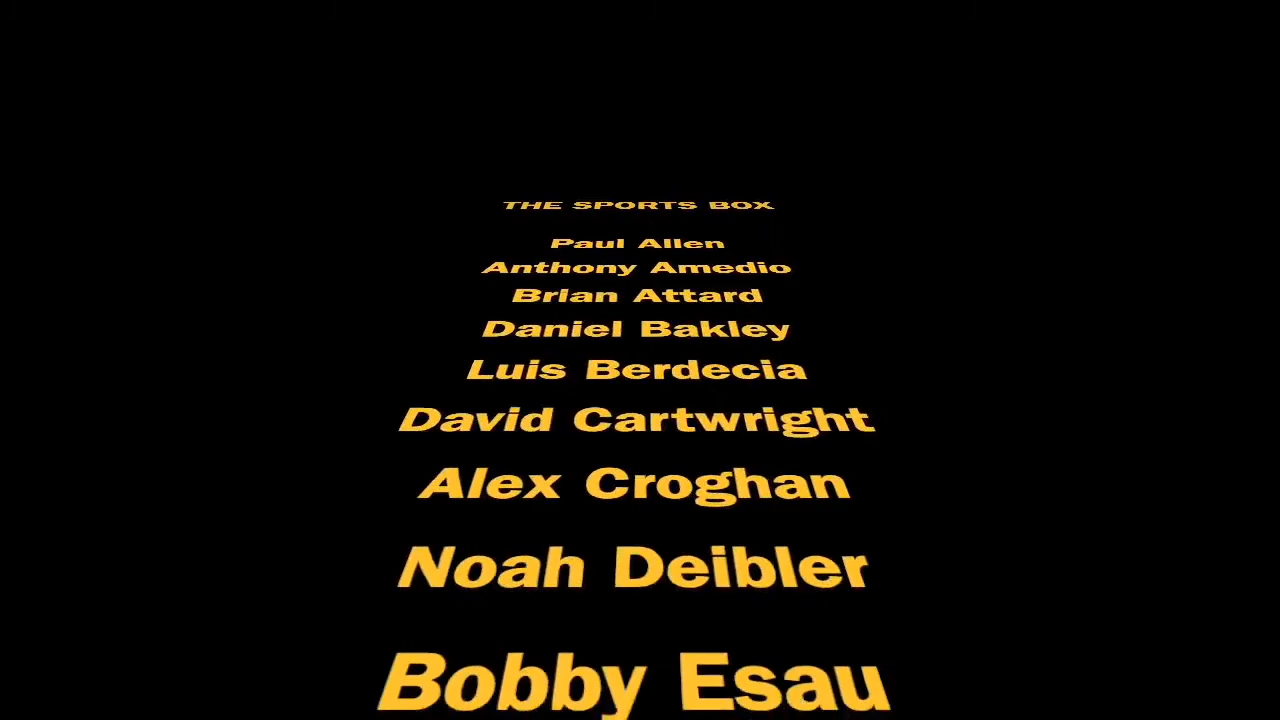 THE SPORTS BOX
Paul Allen
Anthony Amedio
Brian Attard
Daniel Bakley
Luis Berdecia
David Cartwright
Alex Croghan
Noah Deibler
Bobby Esau